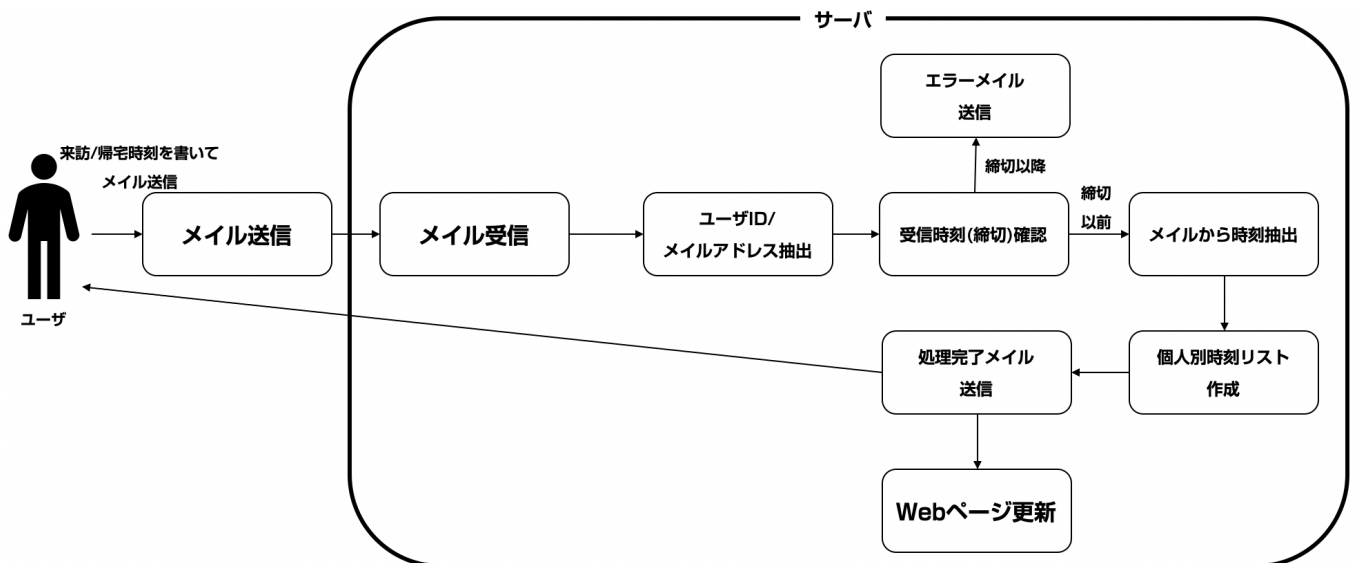 サーバ
エラーメイル
送信
来訪/帰宅時刻を書いて
メイル送信
締切以降
締切
以前
メイル送信
メイル受信
ユーザID/
メイルアドレス抽出
受信時刻(締切)確認
メイルから時刻抽出
ユーザ
処理完了メイル
送信
個人別時刻リスト
作成
Webページ更新